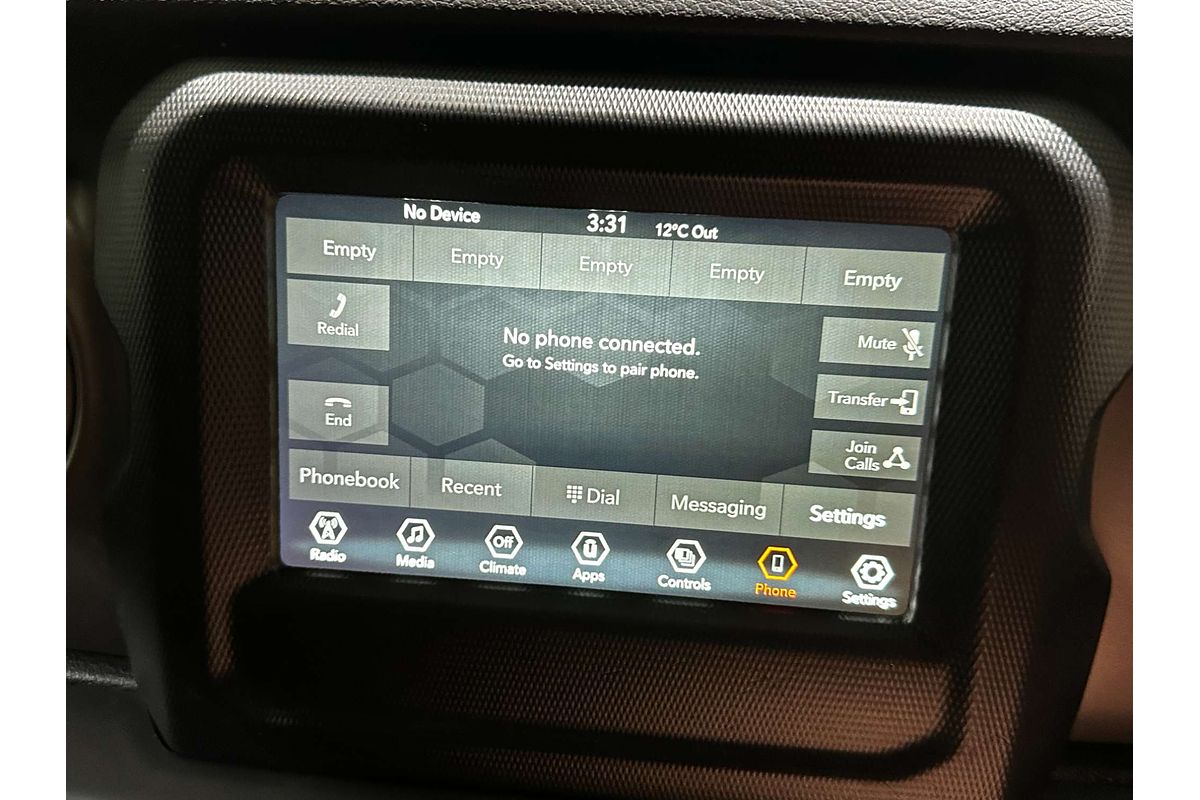 No Device 3:31 12°C Out
Empty Empty Empty Empty Empty
Redial
No phone connected.
Go to Settings to pair phone.
Mute
Transfer
End
Join
Calls
Phonebook Recent Dial Messaging Settings
Off
Radio Media Climate Apps Controls Phone Settings